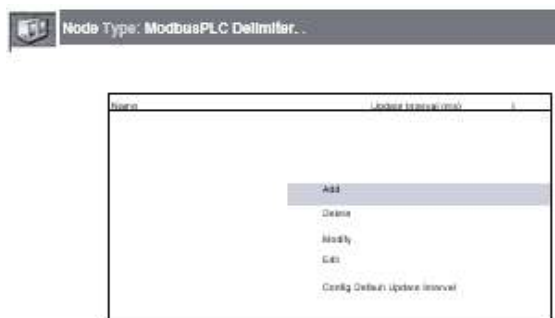 Node Type: ModbusPLC Delimiter. .
Name Update Interval (ms)
Add
Delete
Modify
Edit
Config Default Update Interval